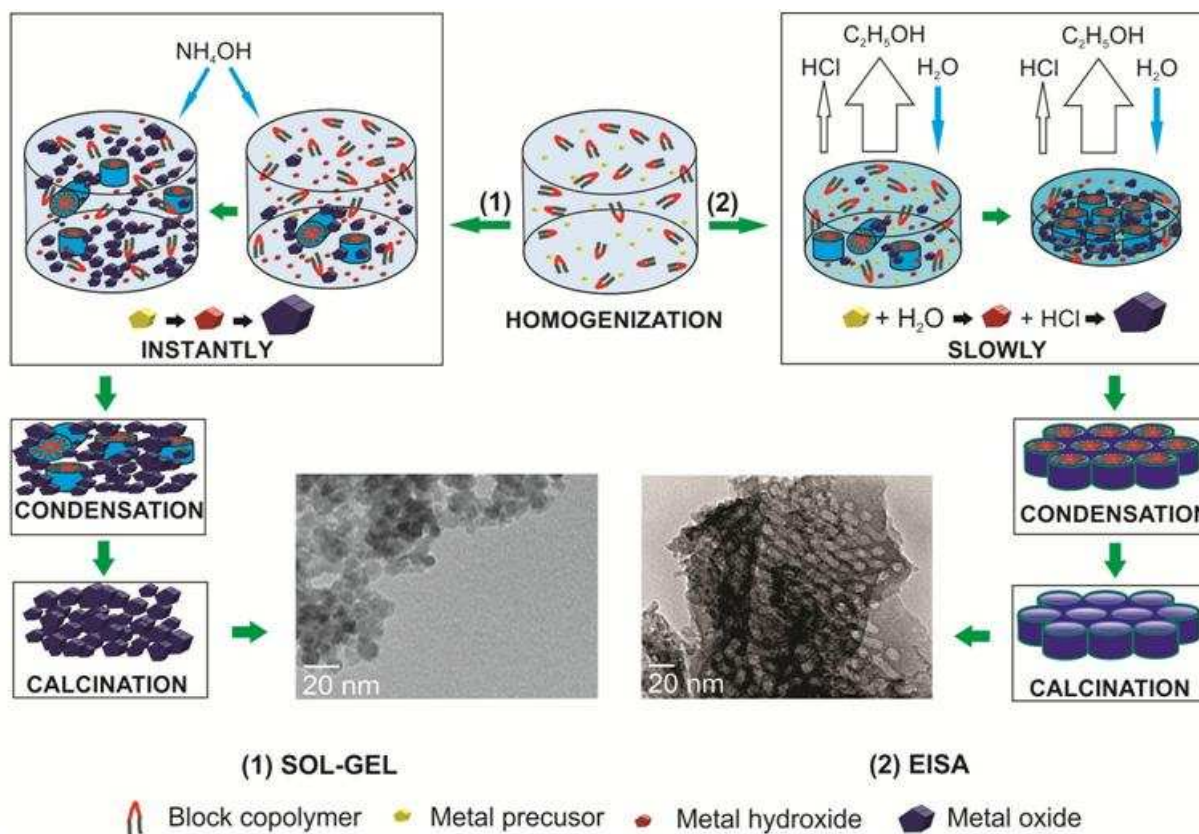 NH₄OH
(1)
INSTANTLY
HOMOGENIZATION
(2)
C₂H₅OH
HCl
H₂O
C₂H₅OH
HCl
H₂O
+ H₂O + HCl
SLOWLY
CONDENSATION
CALCINATION
20 nm
20 nm
CONDENSATION
CALCINATION
(1) SOL-GEL
(2) EISA
Block copolymer
Metal precusor
Metal hydroxide
Metal oxide